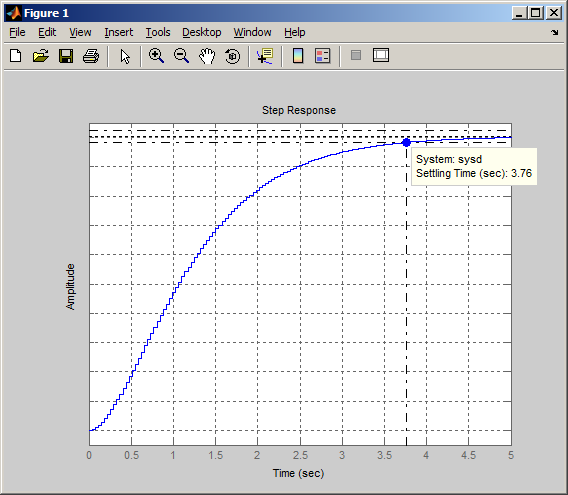 Figure 1
File Edit View Insert Tools Desktop Window Help
Step Response
System: sysd
Settling Time (sec): 3.76
Amplitude
0 0.5 1 1.5 2 2.5 3 3.5 4 4.5 5
Time (sec)